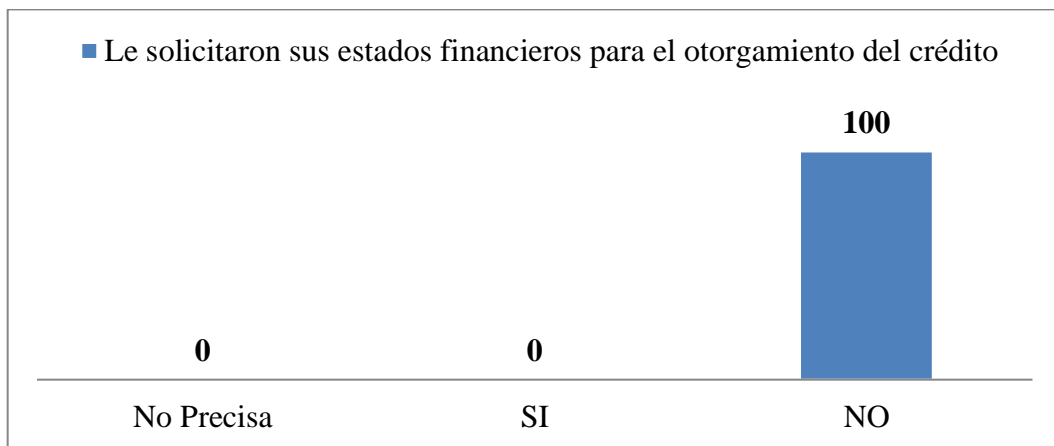 Le solicitaron sus estados financieros para el otorgamiento del crédito
100
0
0
No Precisa
SI
NO